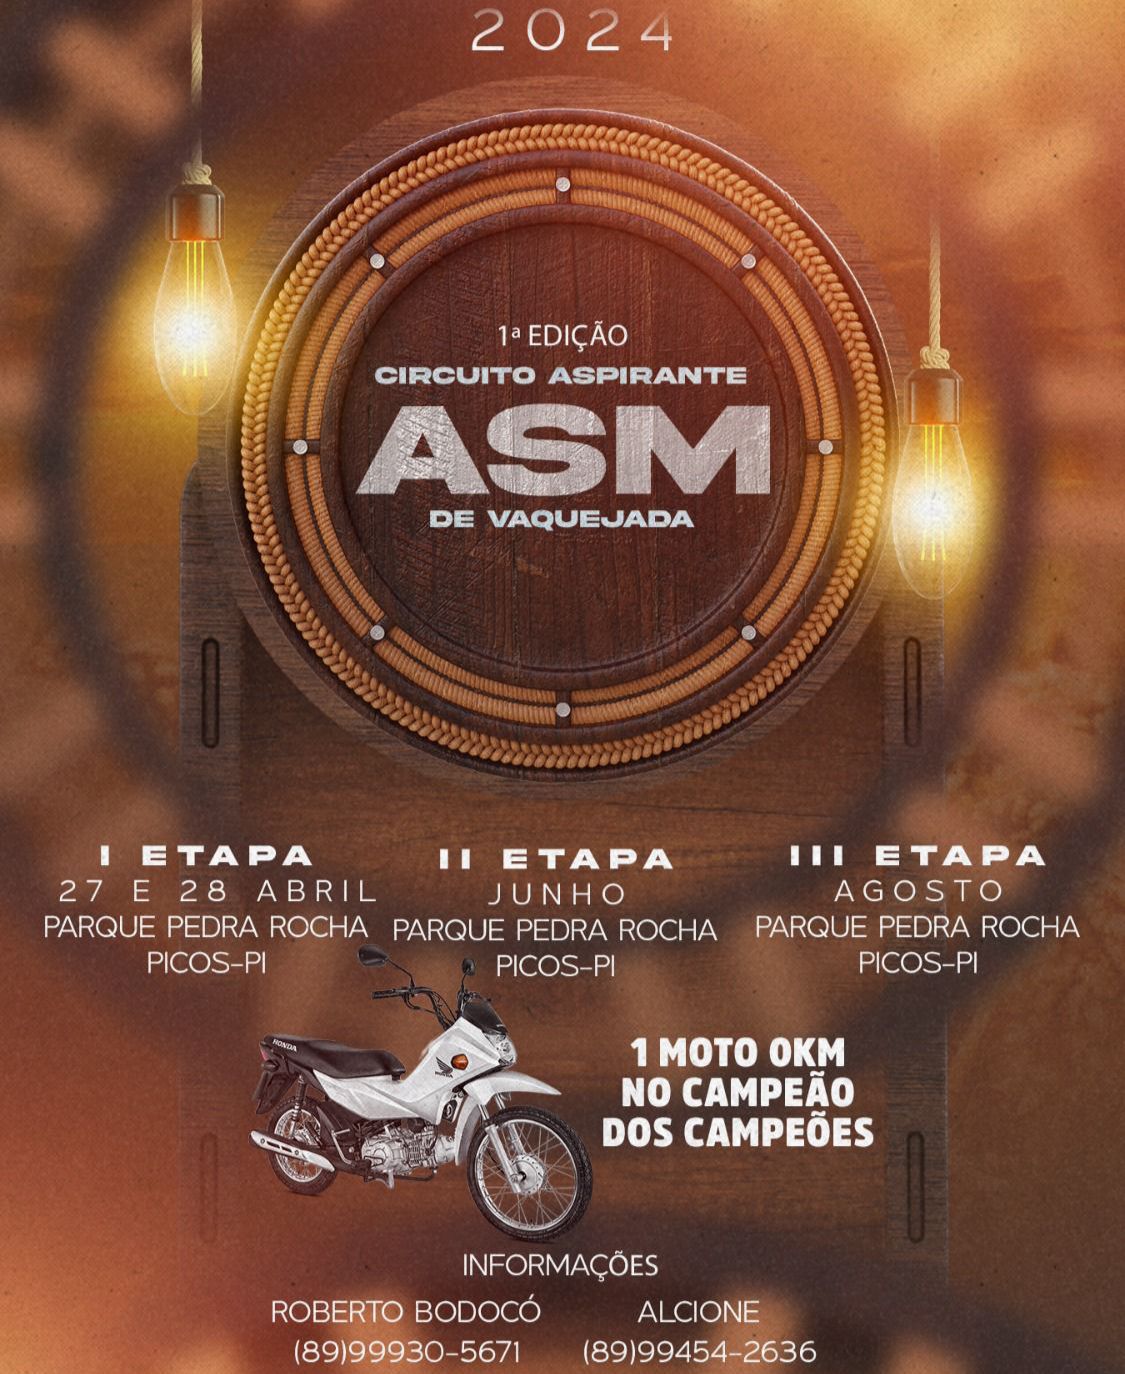 2024
1ª EDIÇÃO
CIRCUITO ASPIRANTE
ASM
DE VAQUEJADA
I ETAPA
27 E 28 ABRIL
PARQUE PEDRA ROCHA
PICOS-PI
II ETAPA
JUNHO
PARQUE PEDRA ROCHA
PICOS-PI
III ETAPA
AGOSTO
PARQUE PEDRA ROCHA
PICOS-PI
HONDA
HONDA
1 MOTO 0KM
NO CAMPEÃO
DOS CAMPEÕES
INFORMAÇÕES
ROBERTO BODOCÓ
(89)99930-5671
ALCIONE
(89)99454-2636